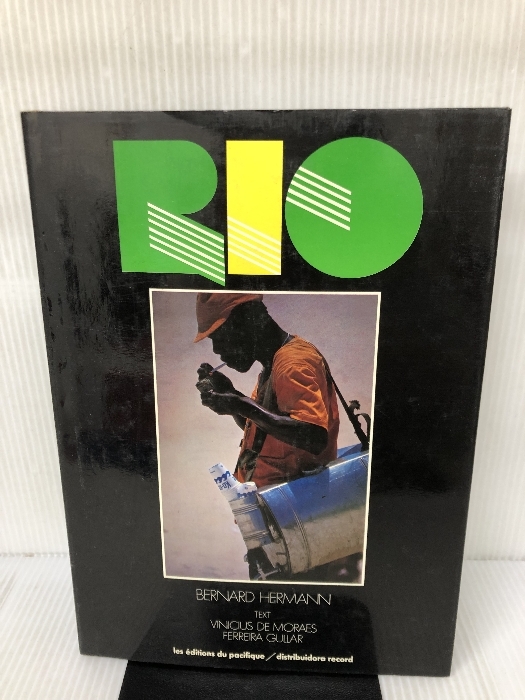 RIO
BERNARD HERMANN
TEXT
VINICIUS DE MORAES
FERREIRA GULLAR
les éditions du pacifique / distribuidora record